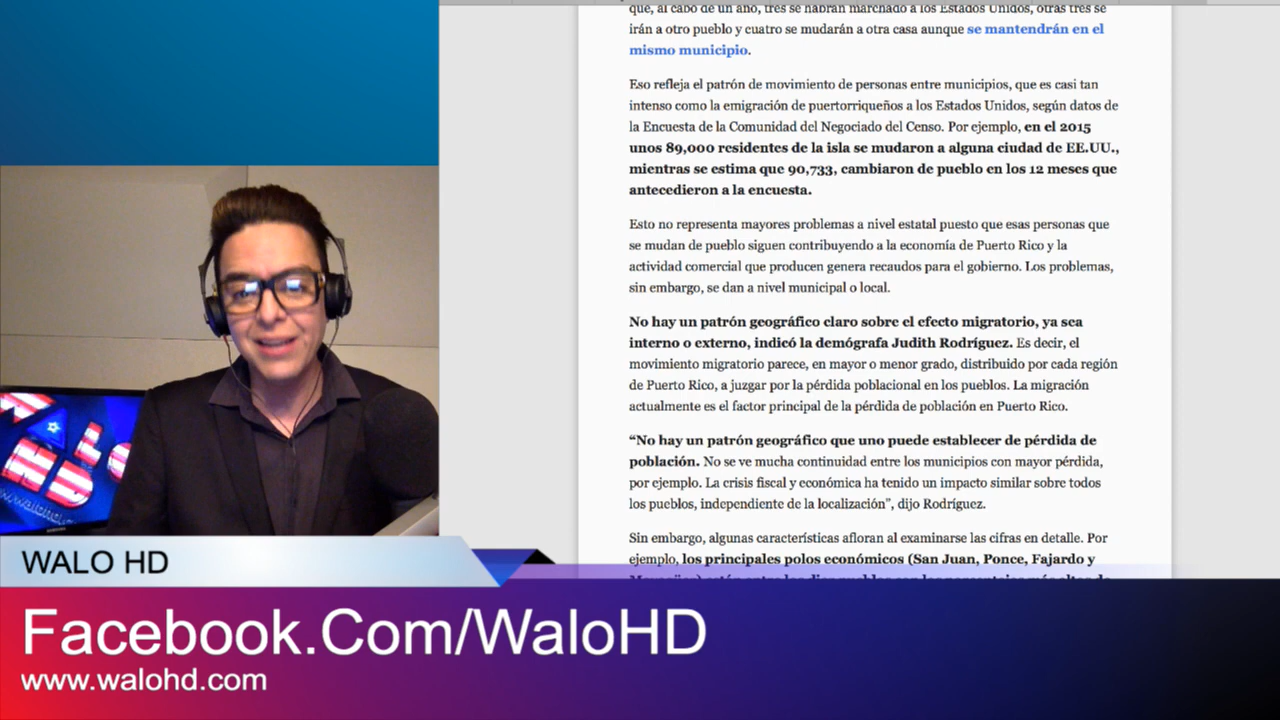 que, al cabo de un año, tres se habrán marchado a los Estados Unidos, otras tres se
irán a otro pueblo y cuatro se mudarán a otra casa aunque se mantendrán en el
mismo municipio.
Eso refleja el patrón de movimiento de personas entre municipios, que es casi tan
intenso como la emigración de puertorriqueños a los Estados Unidos, según datos de
la Encuesta de la Comunidad del Negociado del Censo. Por ejemplo, en el 2015
unos 89,000 residentes de la isla se mudaron a alguna ciudad de EE.UU.,
mientras se estima que 90,733, cambiaron de pueblo en los 12 meses que
antecedieron a la encuesta.
Esto no representa mayores problemas a nivel estatal puesto que esas personas que
se mudan de pueblo siguen contribuyendo a la economía de Puerto Rico y la
actividad comercial que producen genera recaudos para el gobierno. Los problemas,
sin embargo, se dan a nivel municipal o local.
No hay un patrón geográfico claro sobre el efecto migratorio, ya sea
interno o externo, indicó la demógrafa Judith Rodríguez. Es decir, el
movimiento migratorio parece, en mayor o menor grado, distribuido por cada región
de Puerto Rico, a juzgar por la pérdida poblacional en los pueblos. La migración
actualmente es el factor principal de la pérdida de población en Puerto Rico.
“No hay un patrón geográfico que uno puede establecer de pérdida de
población. No se ve mucha continuidad entre los municipios con mayor pérdida,
por ejemplo. La crisis fiscal y económica ha tenido un impacto similar sobre todos
los pueblos, independiente de la localización”, dijo Rodríguez.
Sin embargo, algunas características afloran al examinarse las cifras en detalle. Por
ejemplo, los principales polos económicos (San Juan, Ponce, Fajardo y
WALO HD
Facebook.Com/WaloHD
www.walohd.com